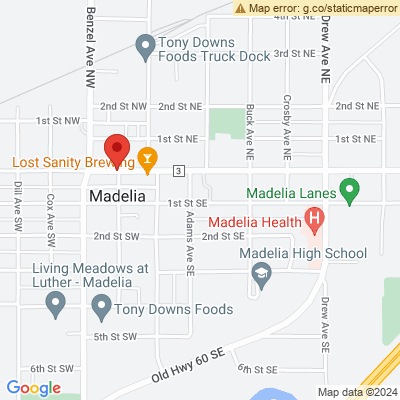 Map error: g.co/staticmaperror
4th St NE
Benzel Ave NW
Tony Downs
Foods Truck Dock
3rd St NE
Drew Ave NE
2nd St NW
2nd St NE
2nd St NE
Buck Ave NE
Crosby Ave NE
1st St NW
1st St NE
1st St NE
Lost Sanity Brewing
3
Dill Ave SW
Cox Ave SW
Madelia
Madelia Lanes
1st St SE
Adams Ave SE
Madelia Health
H
2nd St SW
2nd St SE
Madelia High School
Living Meadows at
Luther - Madelia
Tony Downs Foods
Drew Ave SE
5th St SW
Old Hwy 60 SE
6th St SW
6th St SE
Google
Map data ©2024